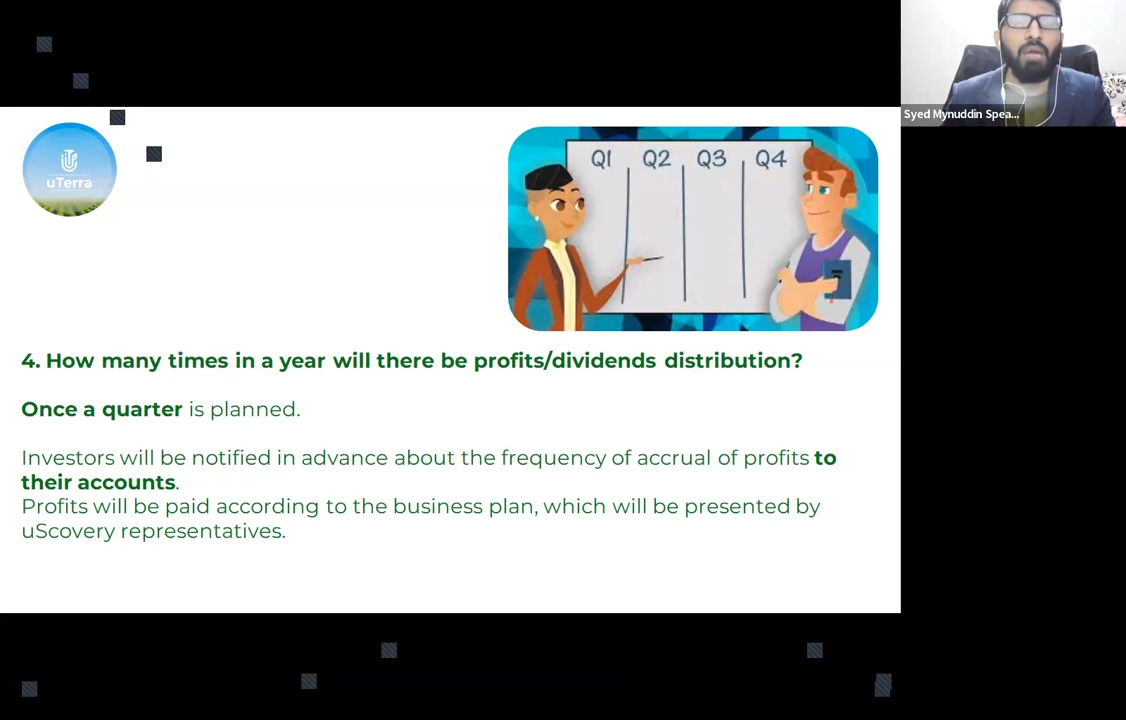 Syed Mynuddin Spea...
uTerra
Q1 Q2 Q3 Q4
4. How many times in a year will there be profits/dividends distribution?
Once a quarter is planned.
Investors will be notified in advance about the frequency of accrual of profits to
their accounts.
Profits will be paid according to the business plan, which will be presented by
uScovery representatives.